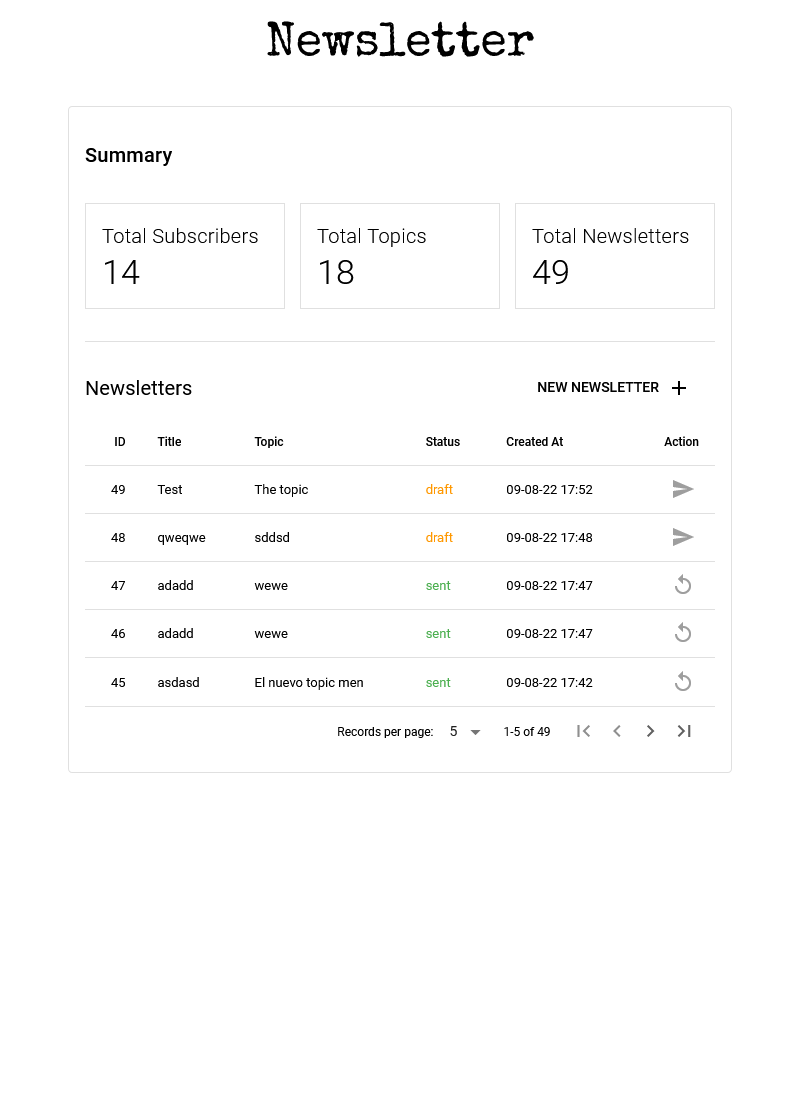 Newsletter
Summary
Total Subscribers Total Topics Total Newsletters
14 18 49
Newsletters NEW NEWSLETTER
ID Title Topic Status Created At Action
49 Test The topic draft 09-08-22 17:52
48 qweqwe sddsd draft 09-08-22 17:48
47 adadd wewe sent 09-08-22 17:47
46 adadd wewe sent 09-08-22 17:47
45 asdasd El nuevo topic men sent 09-08-22 17:42
Records per page: 5 1-5 of 49